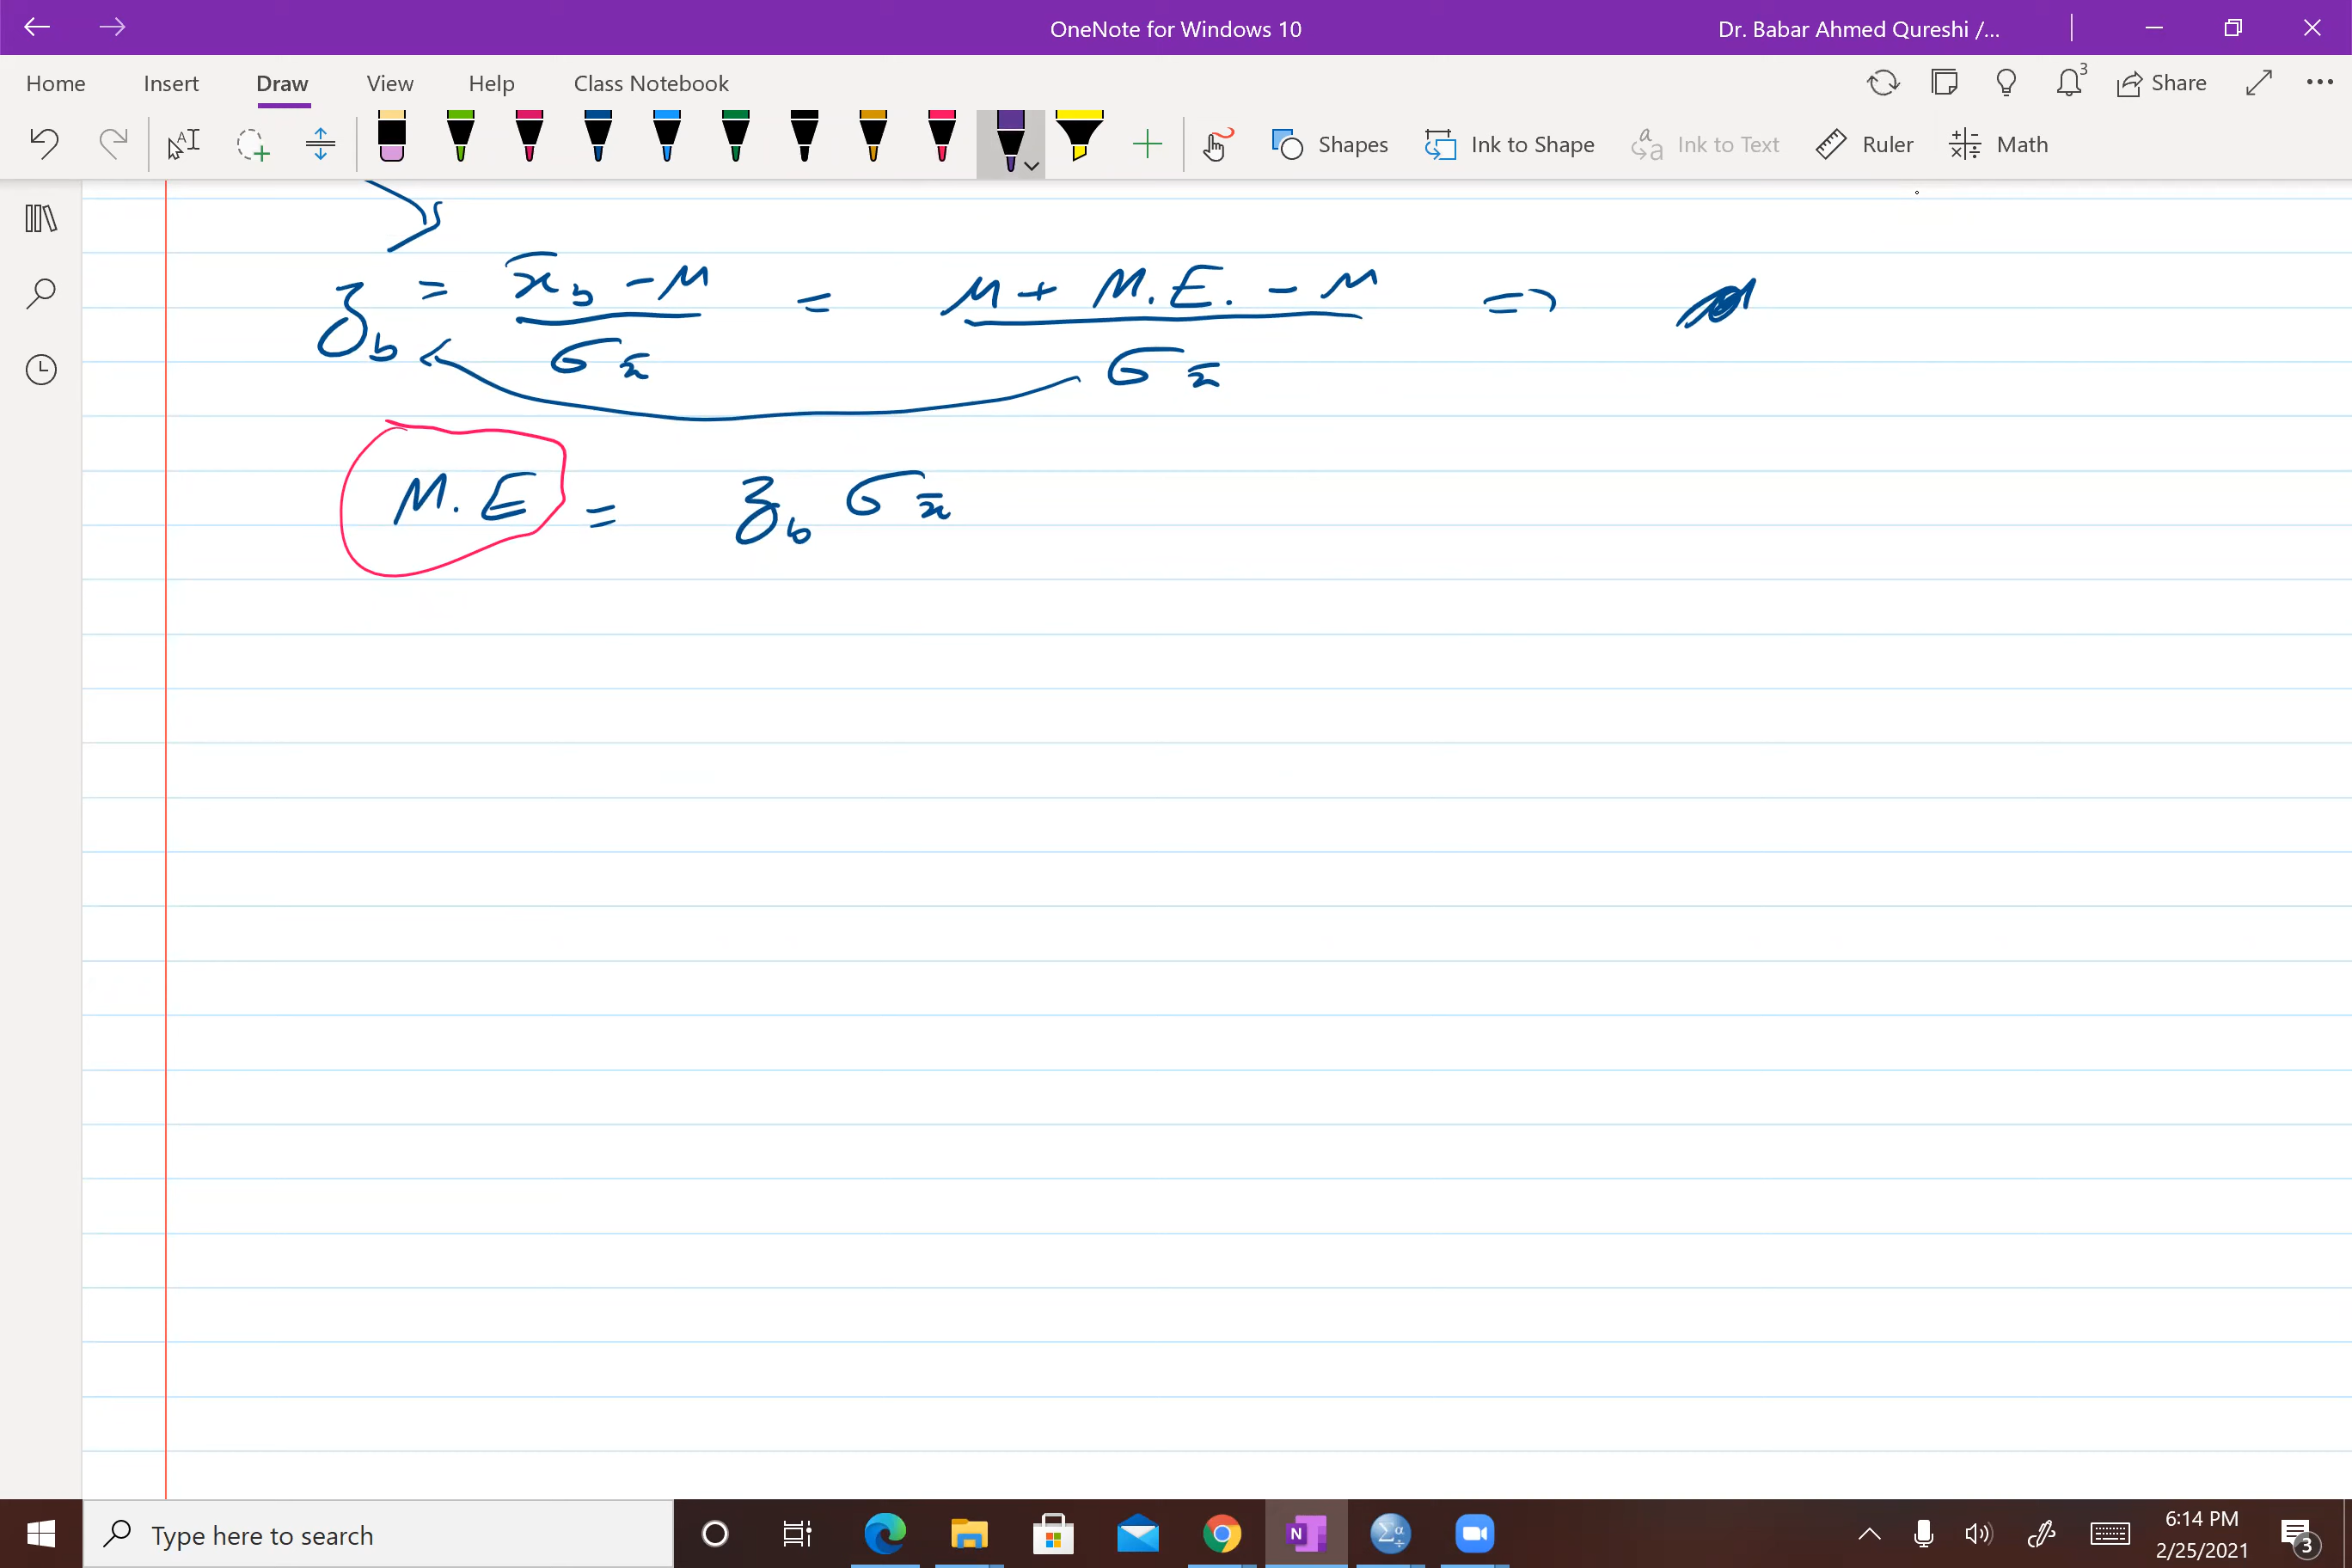 OneNote for Windows 10 Dr. Babar Ahmed Qureshi /...
Home Insert Draw View Help Class Notebook 3 Share
Shapes Ink to Shape Ink to Text Ruler Math
z_b = (x̄_b - μ) / σ_x̄ = (μ + M.E. - μ) / σ_x̄ =>
M.E = z_b σ_x̄
Type here to search 6:14 PM
2/25/2021 3